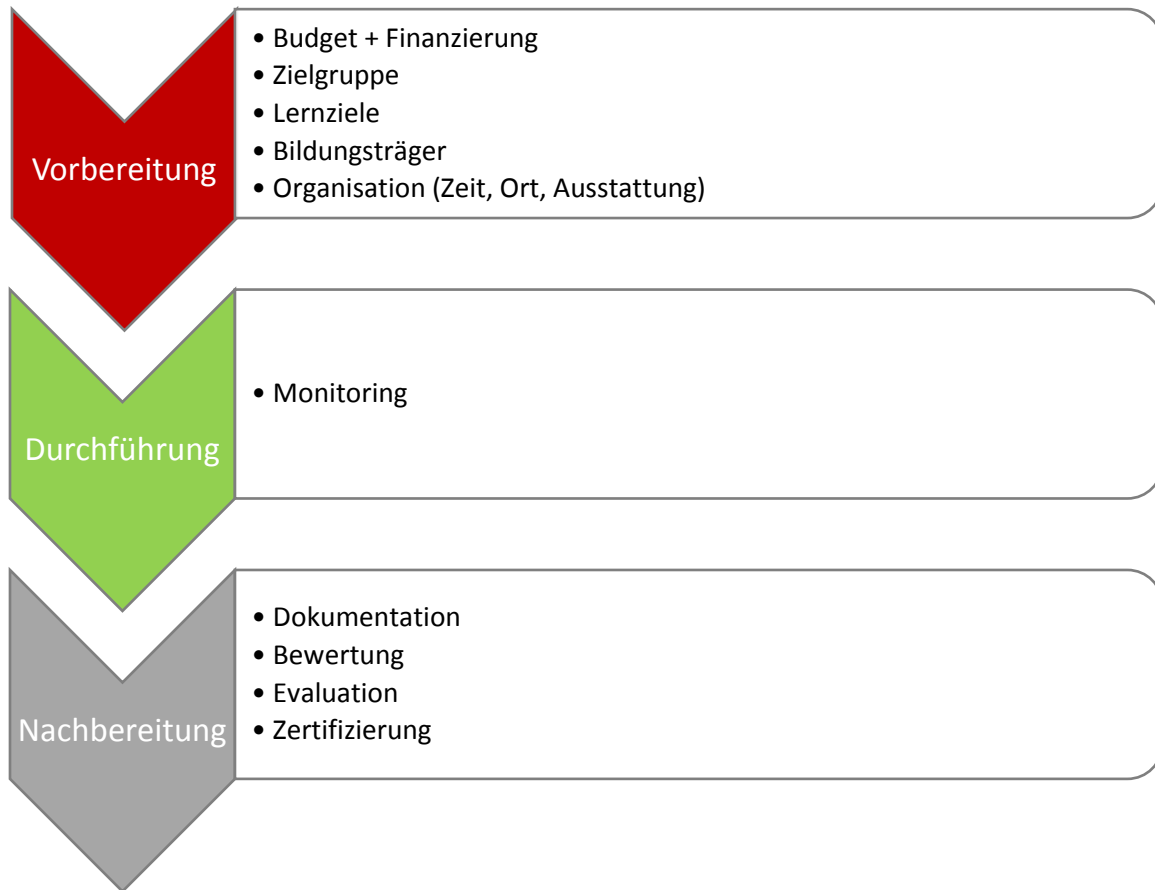 Vorbereitung
• Budget + Finanzierung
• Zielgruppe
• Lernziele
• Bildungsträger
• Organisation (Zeit, Ort, Ausstattung)
Durchführung
• Monitoring
Nachbereitung
• Dokumentation
• Bewertung
• Evaluation
• Zertifizierung